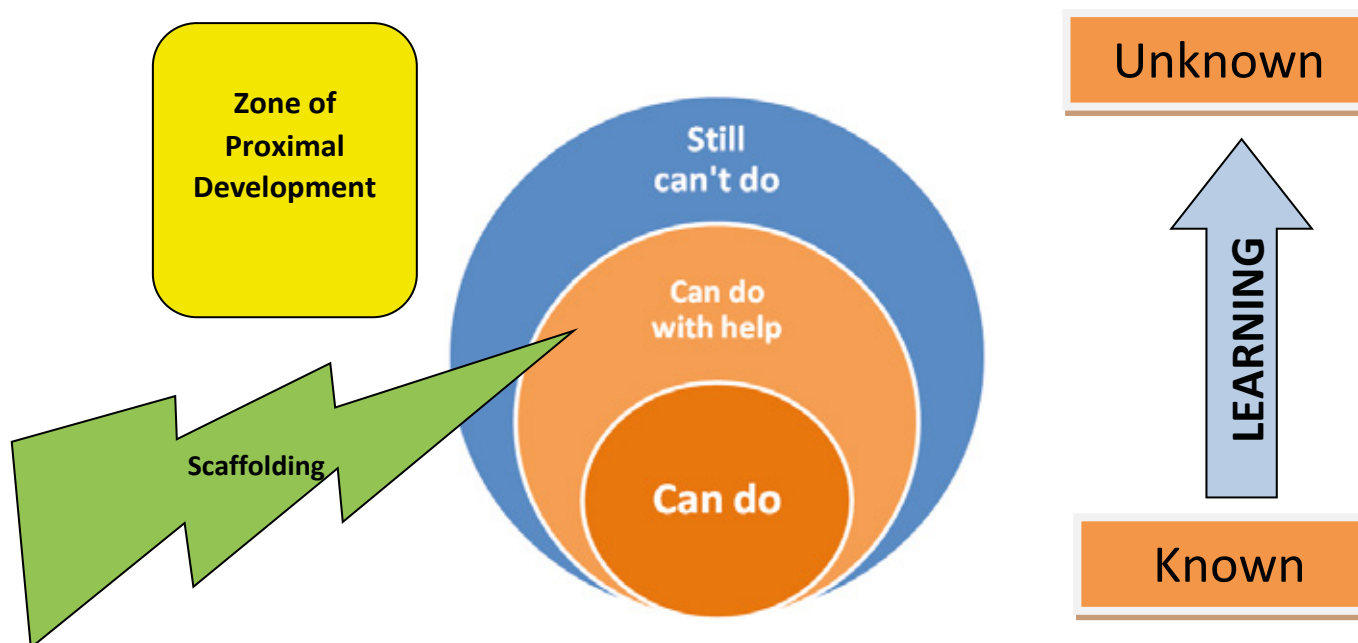 Zone of
Proximal
Development
Scaffolding
Still
can't do
Can do
with help
Can do
Unknown
LEARNING
Known